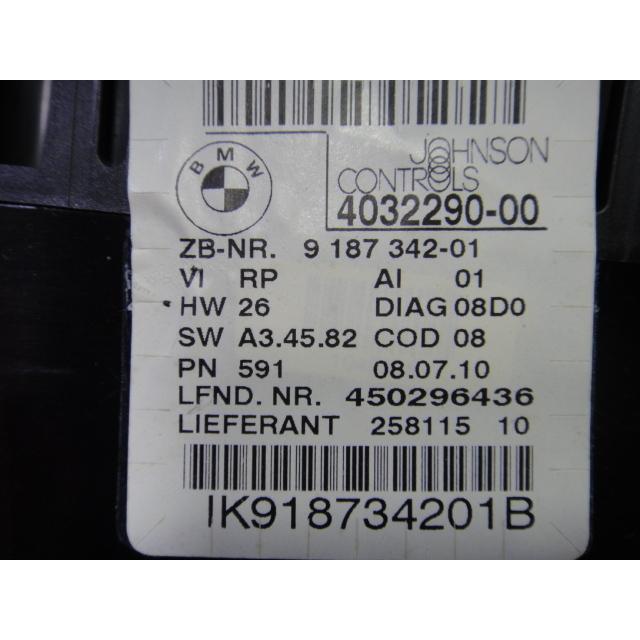 BMW
JOHNSON
CONTROLS
4032290-00
ZB-NR. 9 187 342-01
VI RP AI 01
HW 26 DIAG 08D0
SW A3.45.82 COD 08
PN 591 08.07.10
LFND. NR. 450296436
LIEFERANT 258115 10
IK918734201B